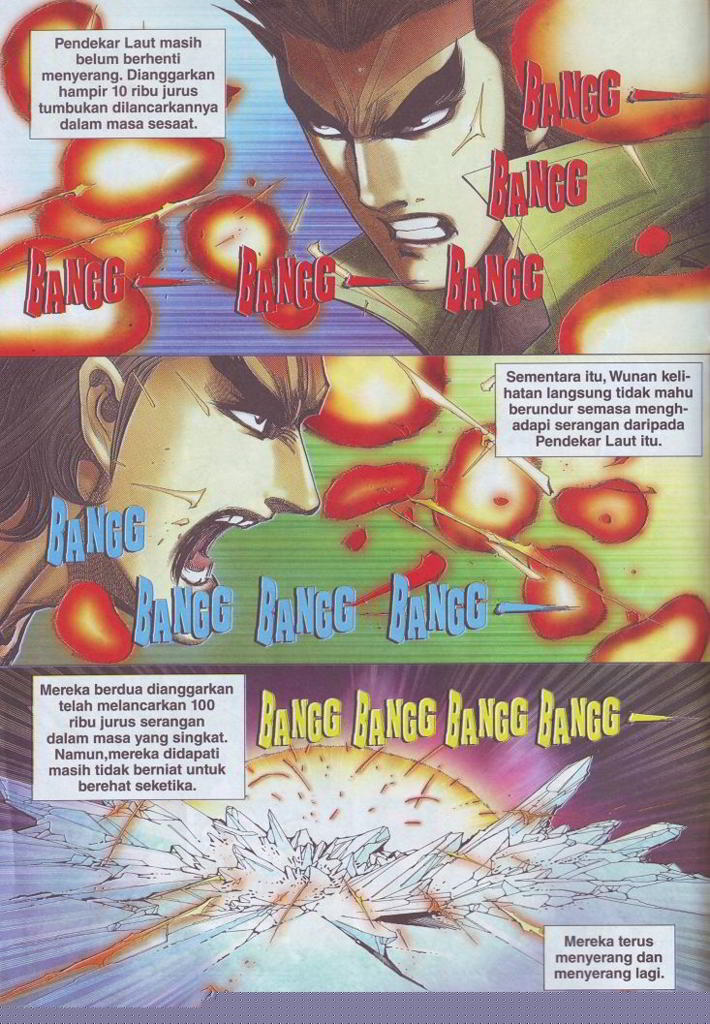 Pendekar Laut masih
belum berhenti
menyerang. Dianggarkan
hampir 10 ribu jurus
tumbukan dilancarkannya
dalam masa sesaat.
BANGG
BANGG
BANGG
BANGG
BANGG
Sementara itu, Wunan keli-
hatan langsung tidak mahu
berundur semasa mengh-
adapi serangan daripada
Pendekar Laut itu.
BANGG
BANGG BANGG BANGG
Mereka berdua dianggarkan
telah melancarkan 100
ribu jurus serangan
dalam masa yang singkat.
Namun,mereka didapati
masih tidak berniat untuk
berehat seketika.
BANGG BANGG BANGG BANGG
Mereka terus
menyerang dan
menyerang lagi.